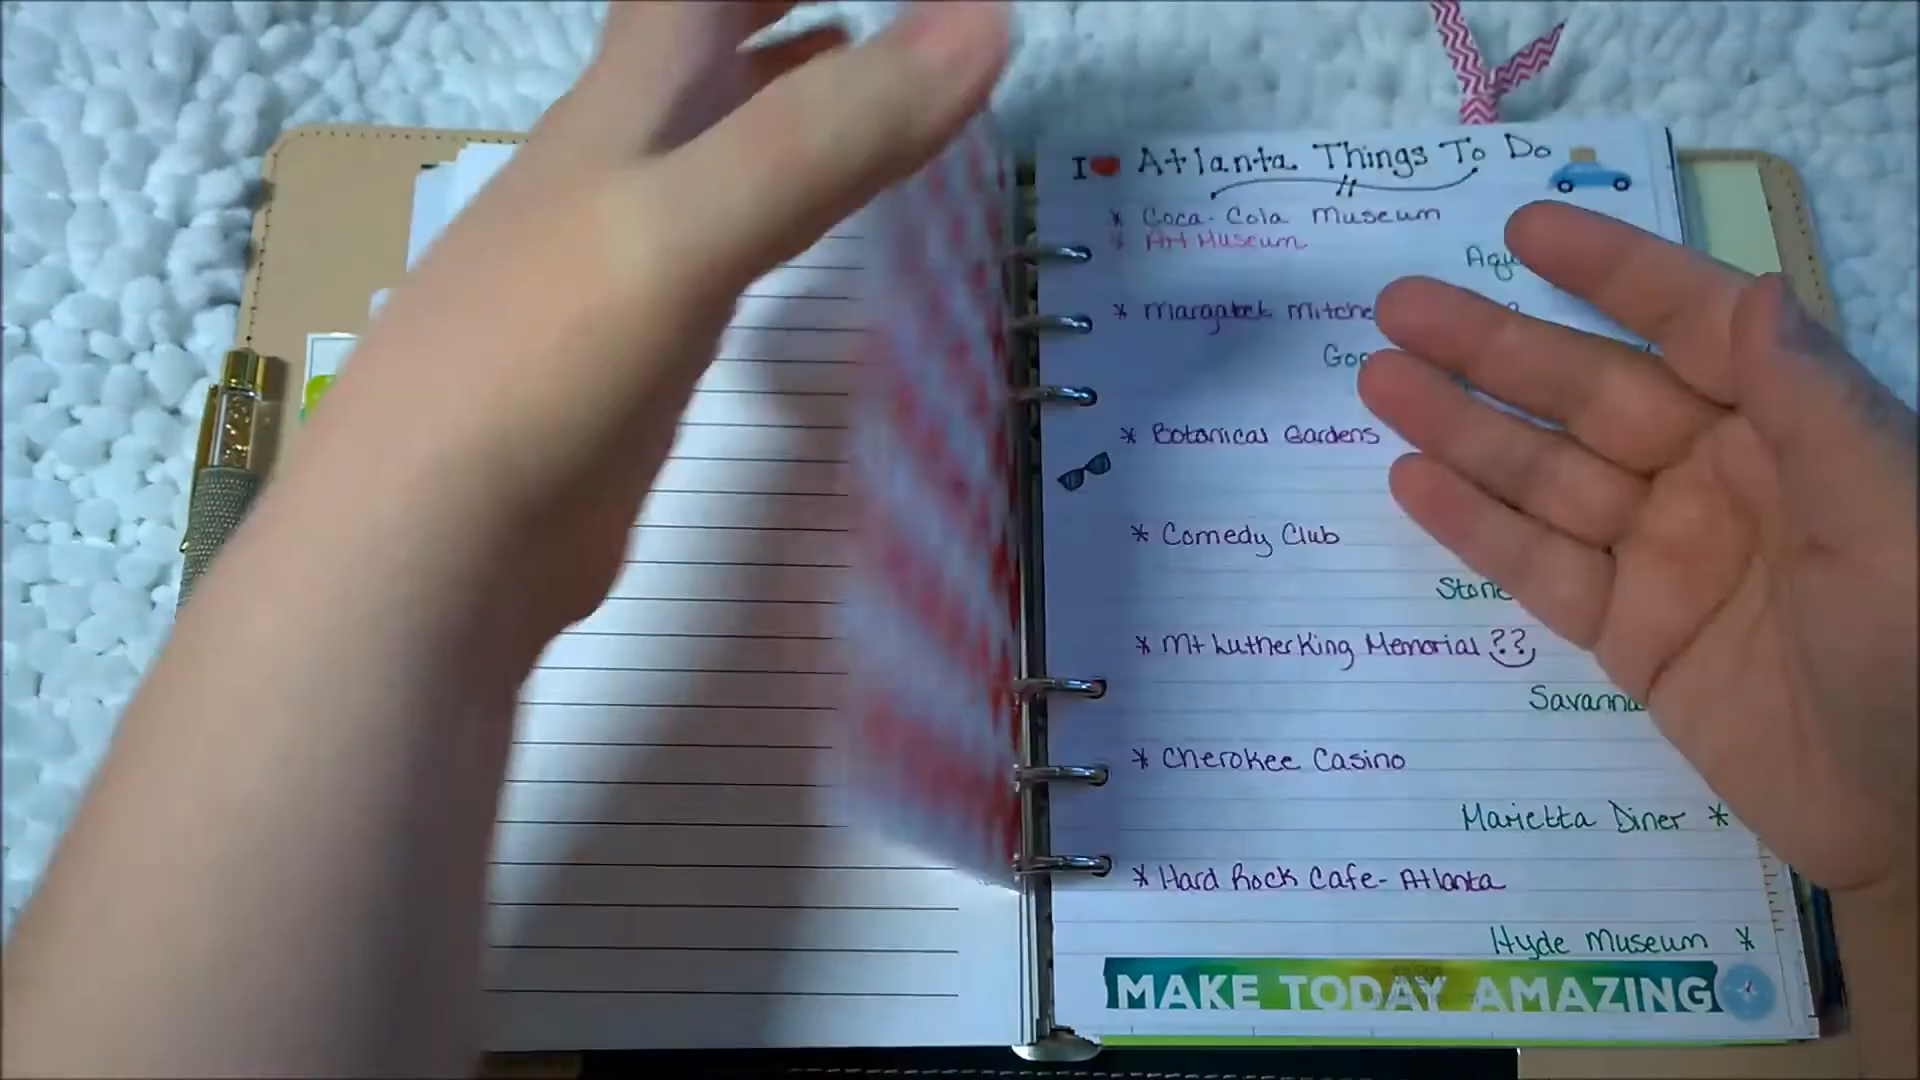 I Atlanta Things To Do
* Coca-Cola Museum
* Art Museum
Aqu
* Margaret Mitche
* Botanical Gardens
* Comedy Club
Stone
* Mt Luther King Memorial ??
Savanna
* Cherokee Casino
Marietta Diner *
* Hard Rock Cafe- Atlanta
Hyde Museum *
MAKE TODAY AMAZING